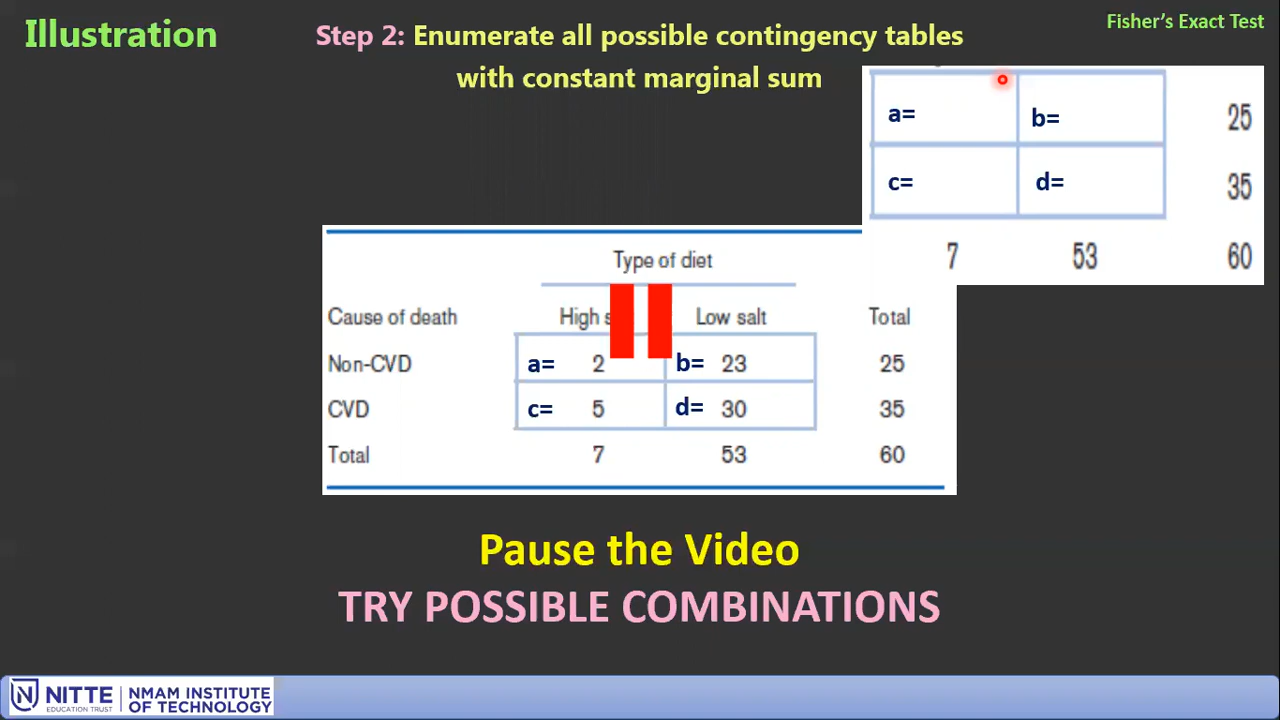 Illustration
Step 2: Enumerate all possible contingency tables
with constant marginal sum
Fisher's Exact Test
a= b= 25
c= d= 35
7 53 60
Type of diet
Cause of death High s Low salt Total
Non-CVD a= 2 b= 23 25
CVD c= 5 d= 30 35
Total 7 53 60
Pause the Video
TRY POSSIBLE COMBINATIONS
NITTE
EDUCATION TRUST
NMAM INSTITUTE
OF TECHNOLOGY